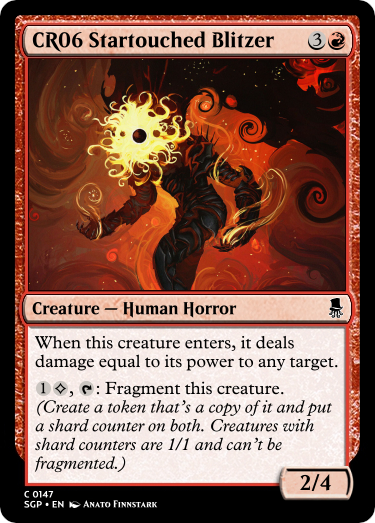 CR06 Startouched Blitzer 3
Creature — Human Horror
When this creature enters, it deals
damage equal to its power to any target.
1, : Fragment this creature.
(Create a token that's a copy of it and put
a shard counter on both. Creatures with
shard counters are 1/1 and can't be
fragmented.)
2/4
C 0147
SGP • EN Anato Finnstark